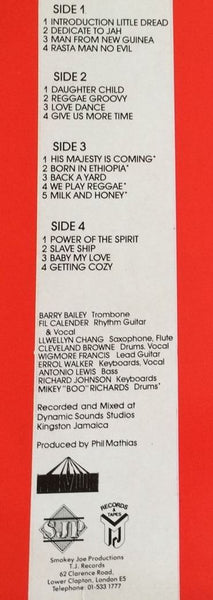 SIDE 1
1 INTRODUCTION LITTLE DREAD
2 DEDICATE TO JAH
3 MAN FROM NEW GUINEA
4 RASTA MAN NO EVIL
SIDE 2
1 DAUGHTER CHILD
2 REGGAE GROOVY
3 LOVE DANCE
4 GIVE US MORE TIME
SIDE 3
1 HIS MAJESTY IS COMING*
2 BORN IN ETHIOPIA*
3 BACK A YARD
4 WE PLAY REGGAE*
5 MILK AND HONEY*
SIDE 4
1 POWER OF THE SPIRIT
2 SLAVE SHIP
3 BABY MY LOVE
4 GETTING COZY
BARRY BAILEY Trombone
FIL CALENDER Rhythm Guitar
& Vocal
LLWELLYN CHANG Saxophone, Flute
CLEVELAND BROWNE Drums, Vocal
WIGMORE FRANCIS Lead Guitar
ERROL WALKER Keyboards, Vocal
ANTONIO LEWIS Bass
RICHARD JOHNSON Keyboards
MIKEY "BOO" RICHARDS Drums*
Recorded and Mixed at
Dynamic Sounds Studios
Kingston Jamaica
Produced by Phil Mathias
RECORDS
& TAPES
SJP
TJ
Smokey Joe Productions
T.J. Records
62 Clarence Road,
Lower Clapton, London E5
Telephone 01-533 1777